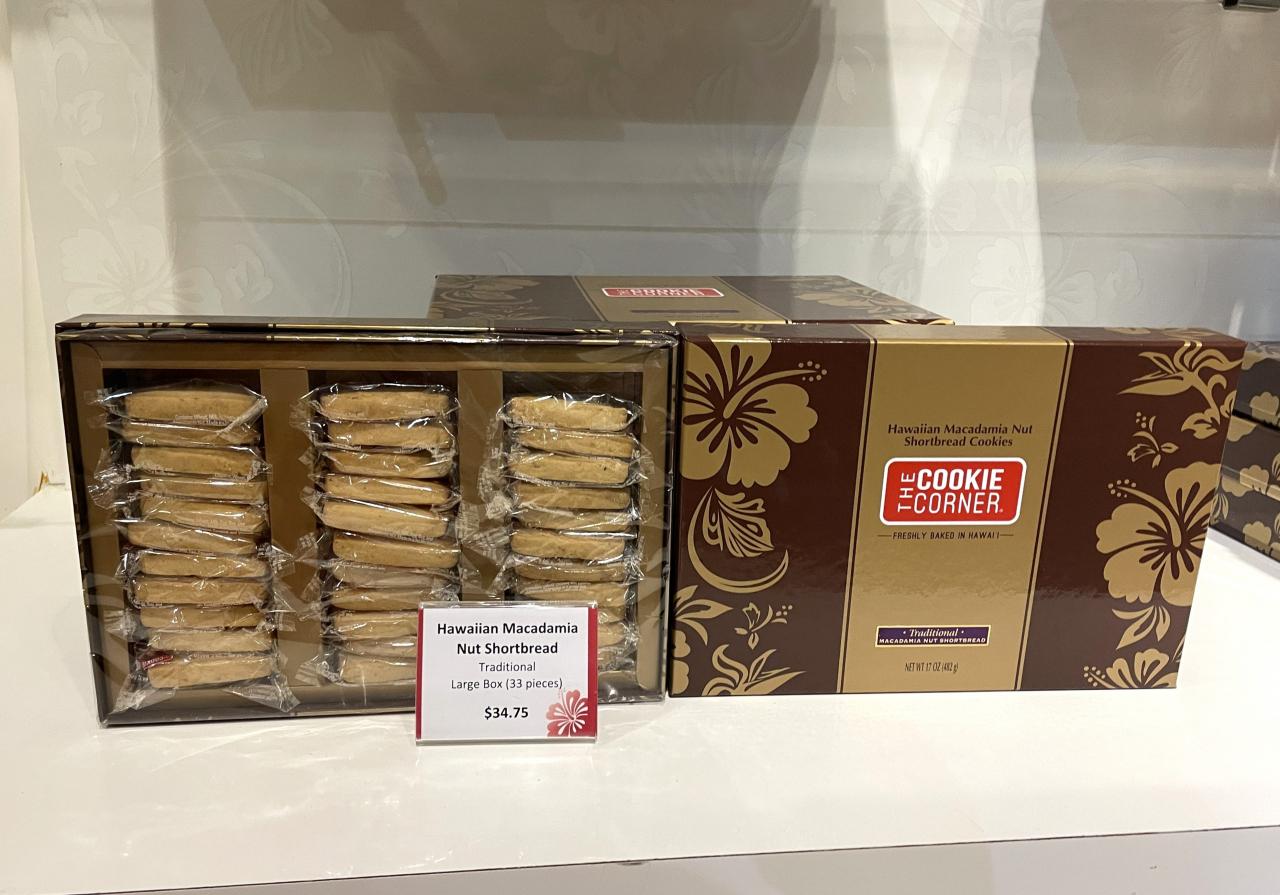 THE
COOKIE
CORNER
Hawaiian Macadamia Nut
Shortbread Cookies
THE
COOKIE
CORNER
FRESHLY BAKED IN HAWAI'I
• Traditional •
MACADAMIA NUT SHORTBREAD
NET WT 17 OZ (482 g)
Hawaiian Macadamia
Nut Shortbread
Traditional
Large Box (33 pieces)
$34.75